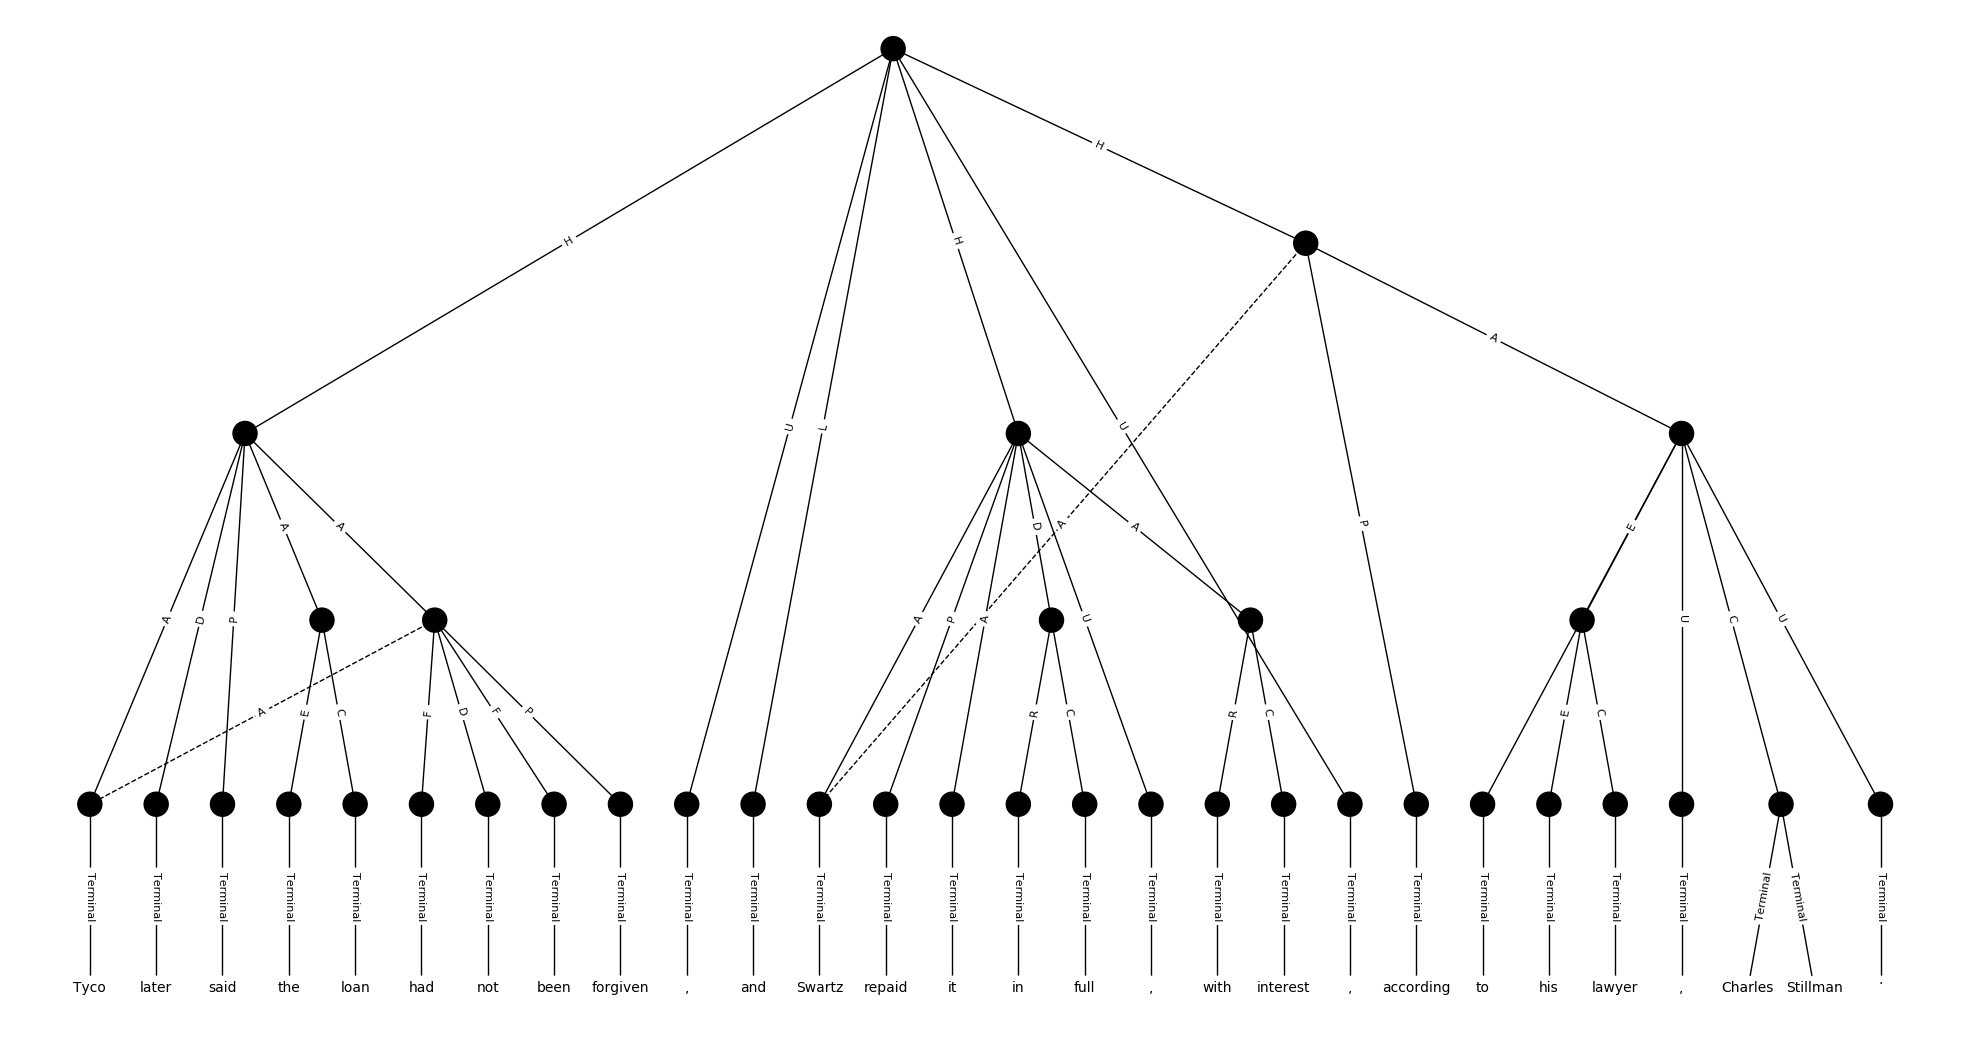 H
H
H
A
U
L
U
A
A
D
A
A
P
E
A
D
P
A
P
A
U
U
C
U
A
E
C
F
D
F
P
R
C
R
C
E
C
Terminal Terminal Terminal Terminal Terminal Terminal Terminal Terminal Terminal Terminal Terminal Terminal Terminal Terminal Terminal Terminal Terminal Terminal Terminal Terminal Terminal Terminal Terminal Terminal Terminal Terminal Terminal Terminal
Tyco later said the loan had not been forgiven , and Swartz repaid it in full , with interest , according to his lawyer , Charles Stillman .